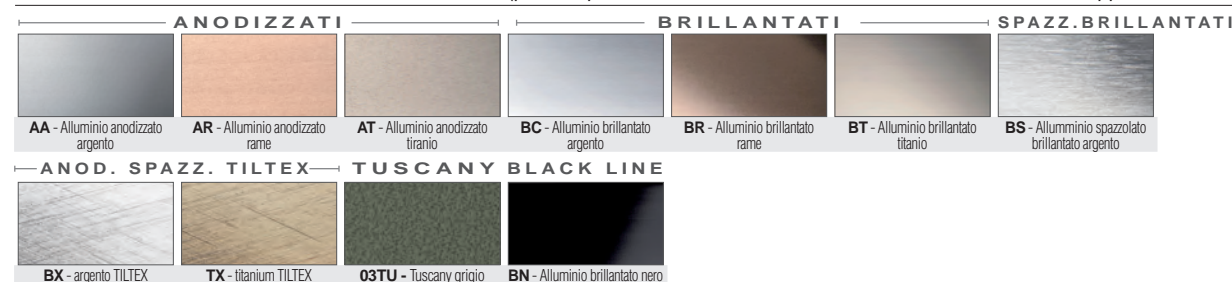 ANODIZZATI
BRILLANTATI
SPAZZ.BRILLANTATI
AA - Alluminio anodizzato
argento
AR - Alluminio anodizzato
rame
AT - Alluminio anodizzato
tiranio
BC - Alluminio brillantato
argento
BR - Alluminio brillantato
rame
BT - Alluminio brillantato
titanio
BS - Allumminio spazzolato
brillantato argento
ANOD. SPAZZ. TILTEX
TUSCANY
BLACK LINE
BX - argento TILTEX
TX - titanium TILTEX
03TU - Tuscany grigio
BN - Alluminio brillantato nero